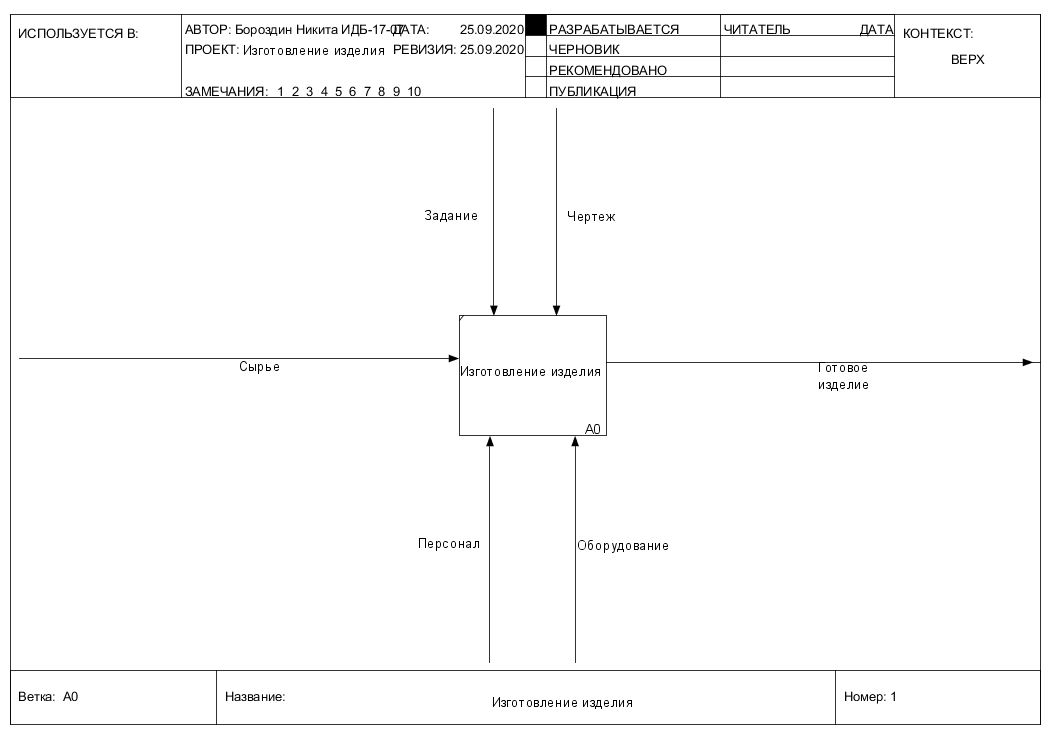 ИСПОЛЬЗУЕТСЯ В:
АВТОР: Бороздин Никита ИДБ-17-07 ДАТА: 25.09.2020
ПРОЕКТ: Изготовление изделия РЕВИЗИЯ: 25.09.2020
ЗАМЕЧАНИЯ: 1 2 3 4 5 6 7 8 9 10
РАЗРАБАТЫВАЕТСЯ
ЧЕРНОВИК
РЕКОМЕНДОВАНО
ПУБЛИКАЦИЯ
ЧИТАТЕЛЬ ДАТА
КОНТЕКСТ:
ВЕРХ
Задание
Чертеж
Сырье
Изготовление изделия
A0
Готовое
изделие
Персонал
Оборудование
Ветка: A0
Название:
Изготовление изделия
Номер: 1